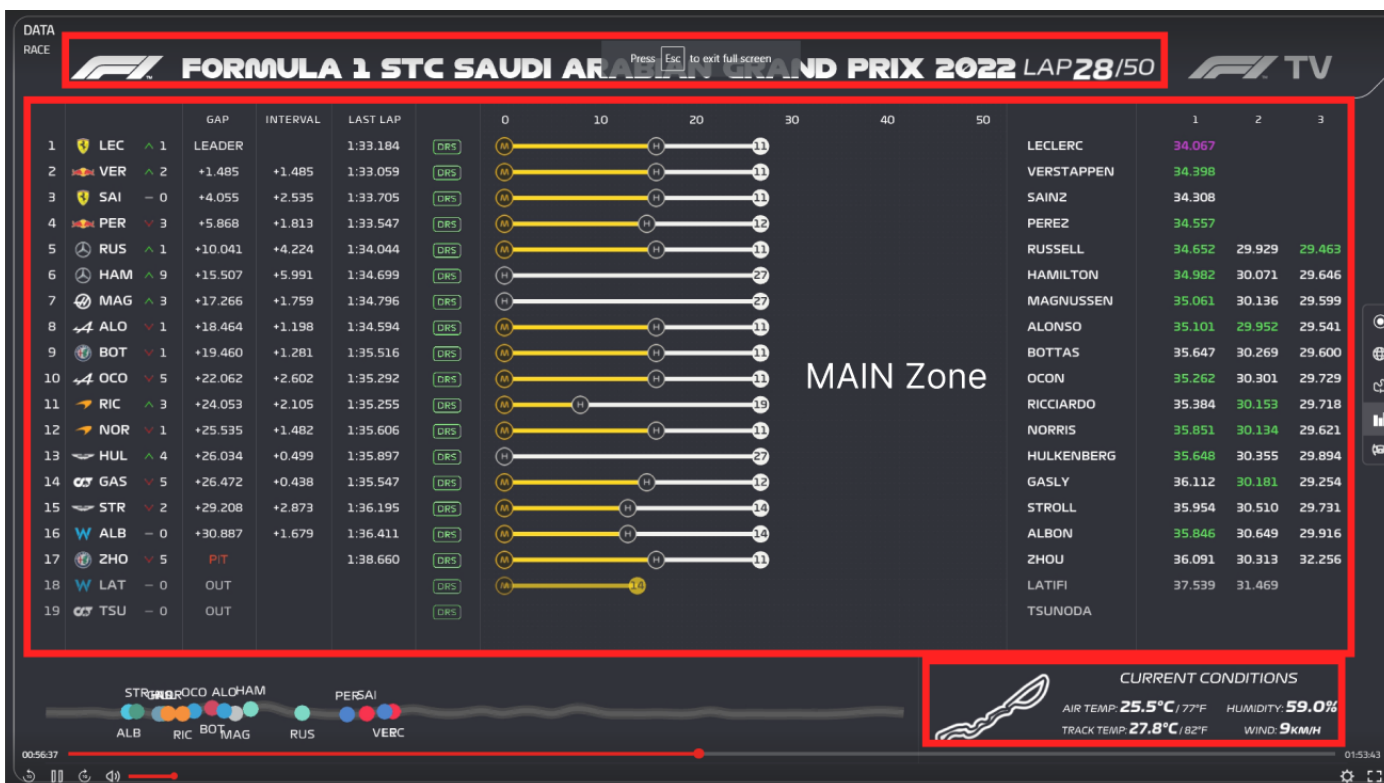 DATA
RACE
F1 FORMULA 1 STC SAUDI ARABIAN GRAND PRIX 2022 LAP28/50
Press Esc to exit full screen
F1 TV
GAP INTERVAL LAST LAP 0 10 20 30 40 50 1 2 3
1 LEC 1 LEADER 1:33.184 DRS M H 11 LECLERC 34.067
2 VER 2 +1.485 +1.485 1:33.059 DRS M H 11 VERSTAPPEN 34.398
3 SAI – 0 +4.055 +2.535 1:33.705 DRS M H 11 SAINZ 34.308
4 PER 3 +5.868 +1.813 1:33.547 DRS M H 12 PEREZ 34.557
5 RUS 1 +10.041 +4.224 1:34.044 DRS M H 11 RUSSELL 34.652 29.929 29.463
6 HAM 9 +15.507 +5.991 1:34.699 DRS H 27 HAMILTON 34.982 30.071 29.646
7 MAG 3 +17.266 +1.759 1:34.796 DRS H 27 MAGNUSSEN 35.061 30.136 29.599
8 ALO 1 +18.464 +1.198 1:34.594 DRS M H 11 ALONSO 35.101 29.952 29.541
9 BOT 1 +19.460 +1.281 1:35.516 DRS M H 11 BOTTAS 35.647 30.269 29.600
10 OCO 5 +22.062 +2.602 1:35.292 DRS M H 11 OCON 35.262 30.301 29.729
MAIN Zone
11 RIC 3 +24.053 +2.105 1:35.255 DRS M H 19 RICCIARDO 35.384 30.153 29.718
12 NOR 1 +25.535 +1.482 1:35.606 DRS M H 11 NORRIS 35.851 30.134 29.621
13 HUL 4 +26.034 +0.499 1:35.897 DRS H 27 HULKENBERG 35.648 30.355 29.894
14 GAS 5 +26.472 +0.438 1:35.547 DRS M H 12 GASLY 36.112 30.181 29.254
15 STR 2 +29.208 +2.873 1:36.195 DRS M H 14 STROLL 35.954 30.510 29.731
16 ALB – 0 +30.887 +1.679 1:36.411 DRS M H 14 ALBON 35.846 30.649 29.916
17 ZHO 5 PIT 1:38.660 DRS M H 11 ZHOU 36.091 30.313 32.256
18 LAT – 0 OUT DRS M 14 LATIFI 37.539 31.469
19 TSU – 0 OUT DRS TSUNODA
STR OCO ALO HAM PER SAI
ALB RIC BOT MAG RUS VER
CURRENT CONDITIONS
AIR TEMP: 25.5°C / 77°F HUMIDITY: 59.0%
TRACK TEMP: 27.8°C / 82°F WIND: 9KM/H
00:56:37 01:53:43